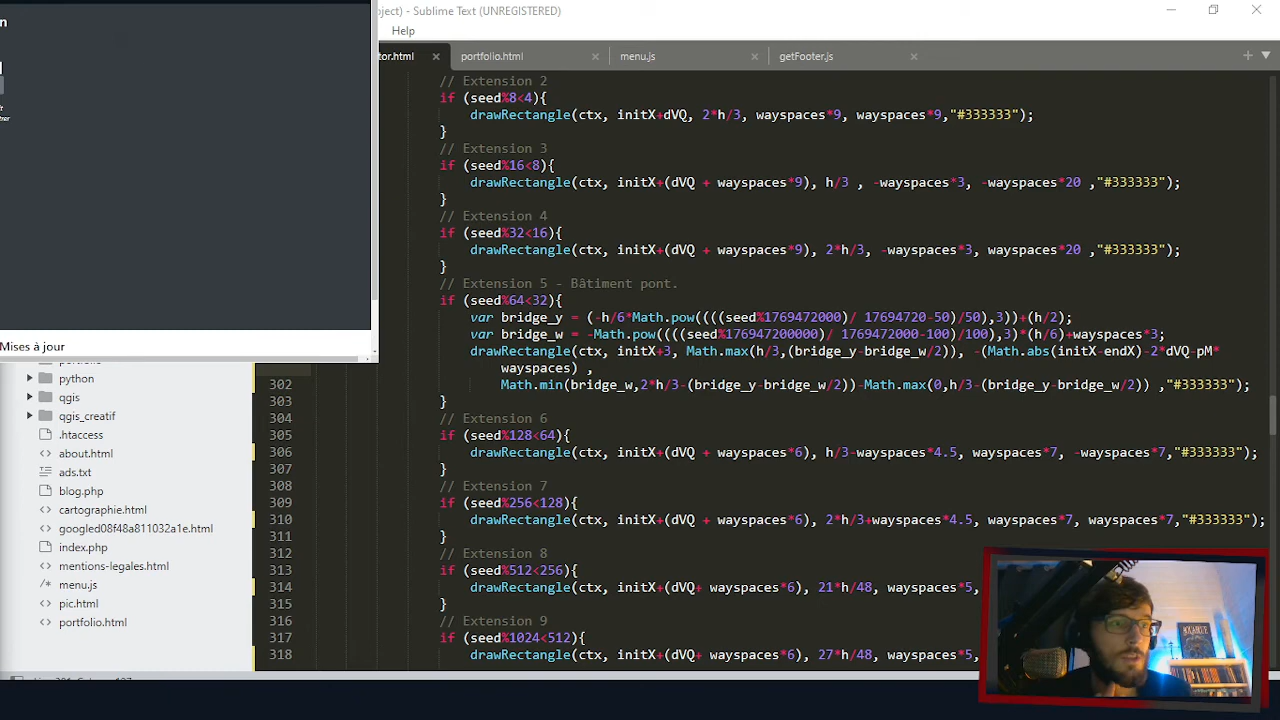 oject) - Sublime Text (UNREGISTERED)
Help
tor.html
portfolio.html
menu.js
getFooter.js
// Extension 2
if (seed%8<4){
drawRectangle(ctx, initX+dVQ, 2*h/3, wayspaces*9, wayspaces*9,"#333333");
}
// Extension 3
if (seed%16<8){
drawRectangle(ctx, initX+(dVQ + wayspaces*9), h/3 , -wayspaces*3, -wayspaces*20 ,"#333333");
}
// Extension 4
if (seed%32<16){
drawRectangle(ctx, initX+(dVQ + wayspaces*9), 2*h/3, -wayspaces*3, wayspaces*20 ,"#333333");
}
// Extension 5 - Bâtiment pont.
if (seed%64<32){
var bridge_y = (-h/6*Math.pow((((seed%1769472000)/ 17694720-50)/50),3))+(h/2);
var bridge_w = -Math.pow((((seed%176947200000)/ 1769472000-100)/100),3)*(h/6)+wayspaces*3;
drawRectangle(ctx, initX+3, Math.max(h/3,(bridge_y-bridge_w/2)), -(Math.abs(initX-endX)-2*dVQ-pM*
wayspaces) ,
302 Math.min(bridge_w,2*h/3-(bridge_y-bridge_w/2))-Math.max(0,h/3-(bridge_y-bridge_w/2)) ,"#333333");
303 }
304 // Extension 6
305 if (seed%128<64){
306 drawRectangle(ctx, initX+(dVQ + wayspaces*6), h/3-wayspaces*4.5, wayspaces*7, -wayspaces*7,"#333333");
307 }
308 // Extension 7
309 if (seed%256<128){
310 drawRectangle(ctx, initX+(dVQ + wayspaces*6), 2*h/3+wayspaces*4.5, wayspaces*7, wayspaces*7,"#333333");
311 }
312 // Extension 8
313 if (seed%512<256){
314 drawRectangle(ctx, initX+(dVQ+ wayspaces*6), 21*h/48, wayspaces*5,
315 }
316 // Extension 9
317 if (seed%1024<512){
318 drawRectangle(ctx, initX+(dVQ+ wayspaces*6), 27*h/48, wayspaces*5,
Mises à jour
python
qgis
qgis_creatif
.htaccess
about.html
ads.txt
blog.php
cartographie.html
googled08f48a811032a1e.html
index.php
mentions-legales.html
menu.js
pic.html
portfolio.html